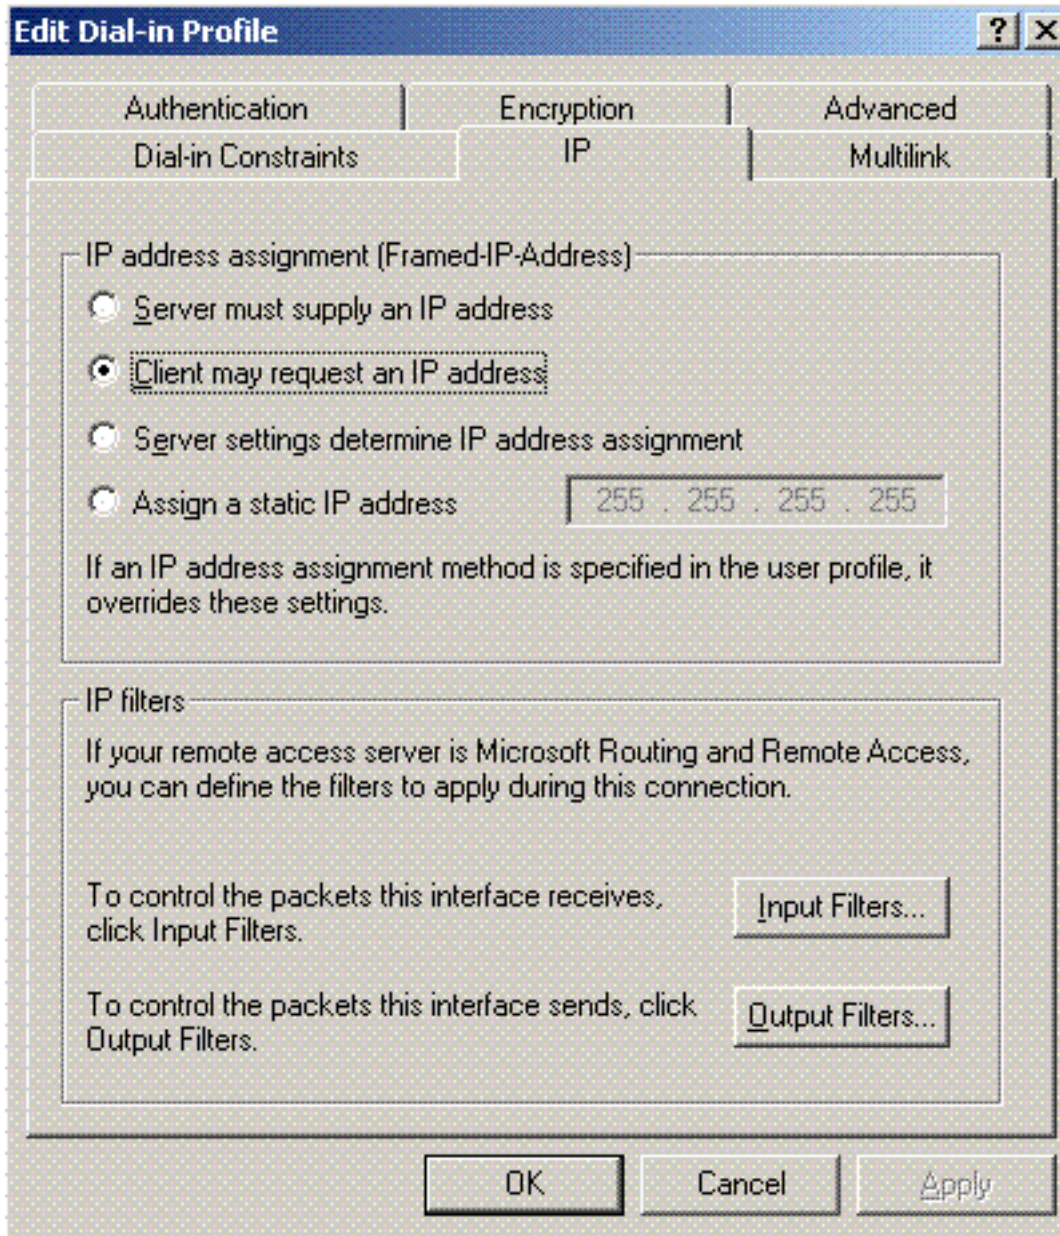 Edit Dial-in Profile
Authentication
Encryption
Advanced
Dial-in Constraints
IP
Multilink
IP address assignment (Framed-IP-Address)
Server must supply an IP address
Client may request an IP address
Server settings determine IP address assignment
Assign a static IP address
255 . 255 . 255 . 255
If an IP address assignment method is specified in the user profile, it
overrides these settings.
IP filters
If your remote access server is Microsoft Routing and Remote Access,
you can define the filters to apply during this connection.
To control the packets this interface receives,
click Input Filters.
Input Filters...
To control the packets this interface sends, click
Output Filters.
Output Filters...
OK
Cancel
Apply